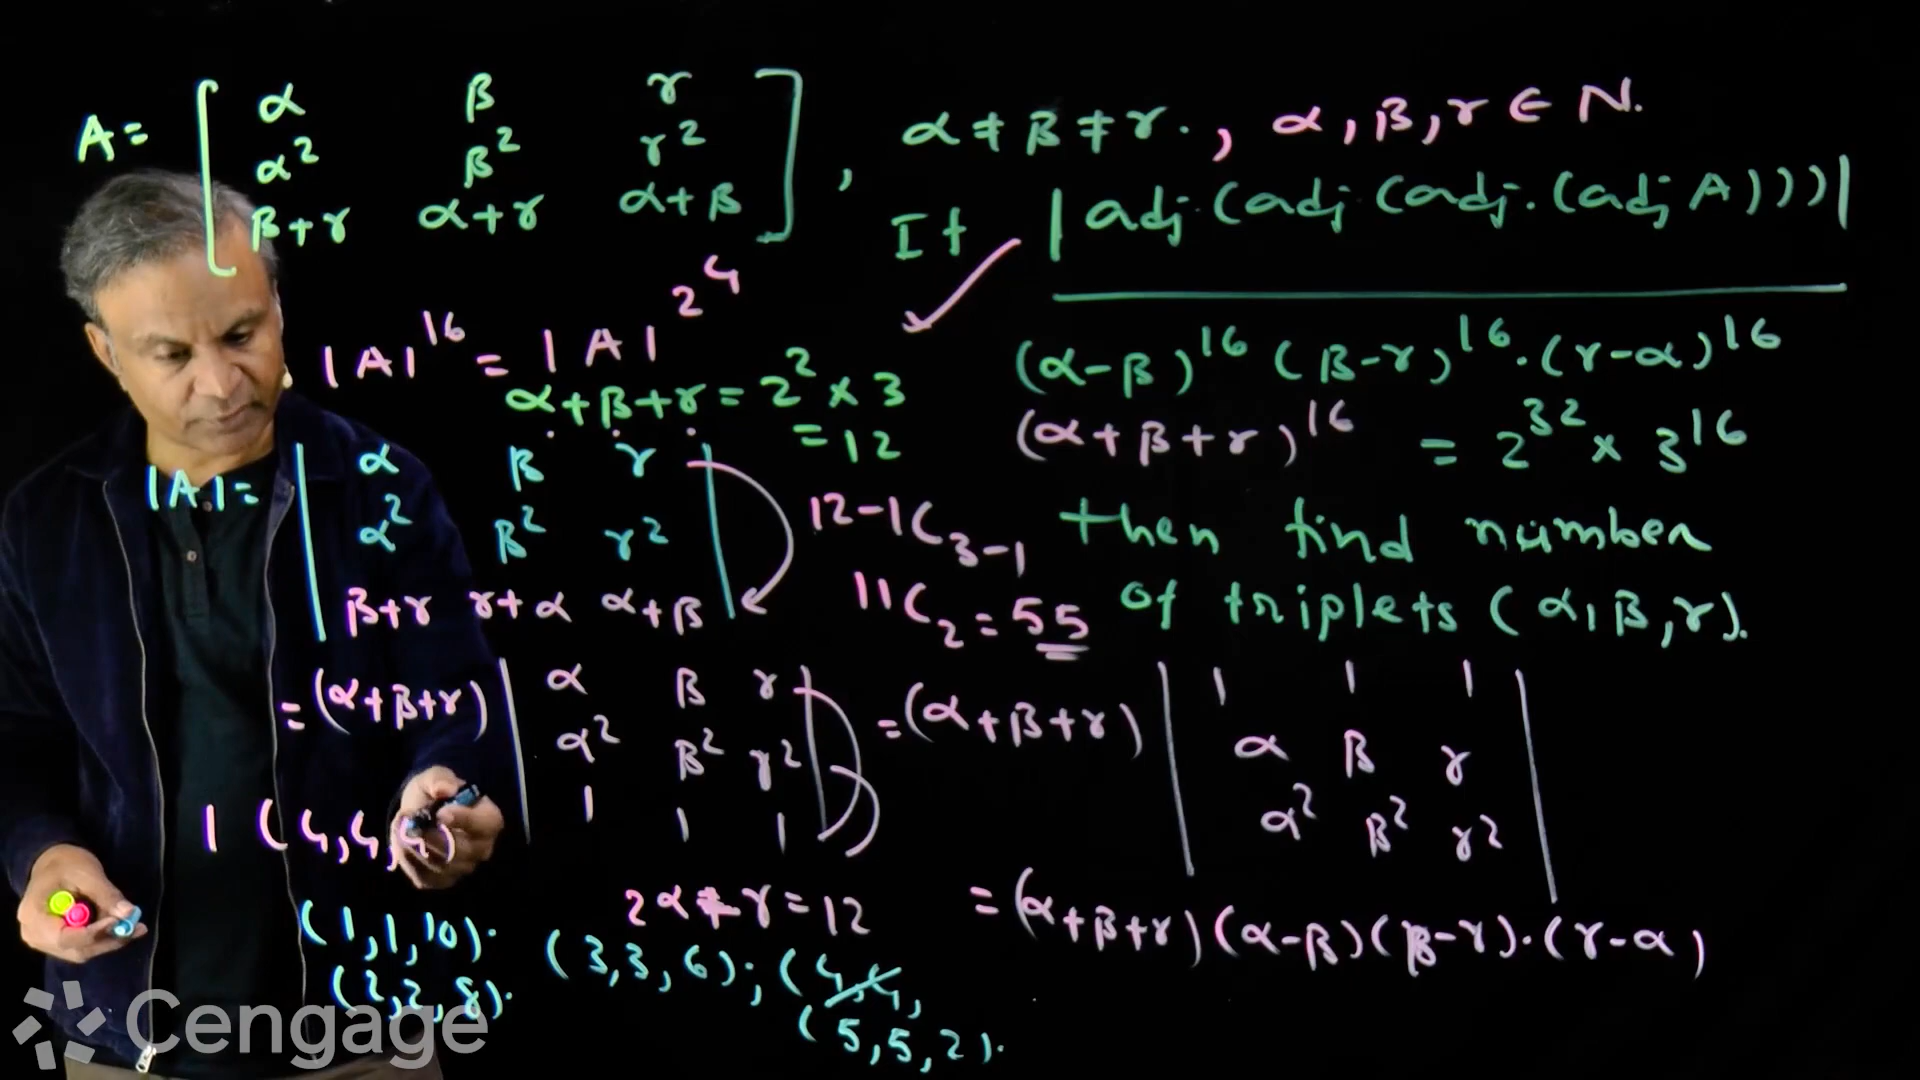 A = [ α β γ
α² β² γ²
β+γ α+γ α+β ] , α ≠ β ≠ γ. , α, β, γ ∈ N.
If |adj.(adj.(adj.(adj A)))|
(α-β)¹⁶ (β-γ)¹⁶.(γ-α)¹⁶
(α+β+γ)¹⁶ = 2³² × 3¹⁶
then find number
of triplets (α, β, γ).
|A|¹⁶ = |A|^2^4
α+β+γ = 2² × 3
= 12
|A| = | α β γ
α² β² γ²
β+γ γ+α α+β |
12-1C3-1
11C2 = 55
= (α+β+γ) | α β γ
α² β² γ²
1 1 1 |
= (α+β+γ) | 1 1 1
α β γ
α² β² γ² |
= (α+β+γ)(α-β)(β-γ).(γ-α)
1 (4,4,4)
2α+γ = 12
(1,1,10).
(2,2,8).
(3,3,6); (4,4,
(5,5,2).
Cengage